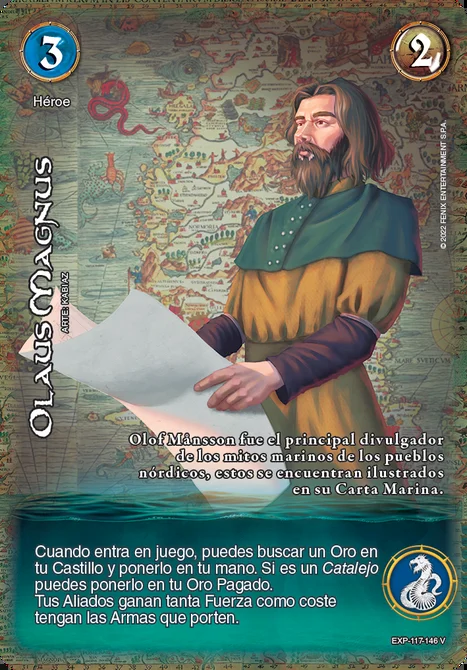 3
2
Héroe
OLAUS MAGNUS
ARTE: KABIAZ
© 2022 FENIX ENTERTAINMENT S.P.A.
Olof Månsson fue el principal divulgador
de los mitos marinos de los pueblos
nórdicos, estos se encuentran ilustrados
en su Carta Marina.
Cuando entra en juego, puedes buscar un Oro en
tu Castillo y ponerlo en tu mano. Si es un Catalejo
puedes ponerlo en tu Oro Pagado.
Tus Aliados ganan tanta Fuerza como coste
tengan las Armas que porten.
EXP-117-146 V